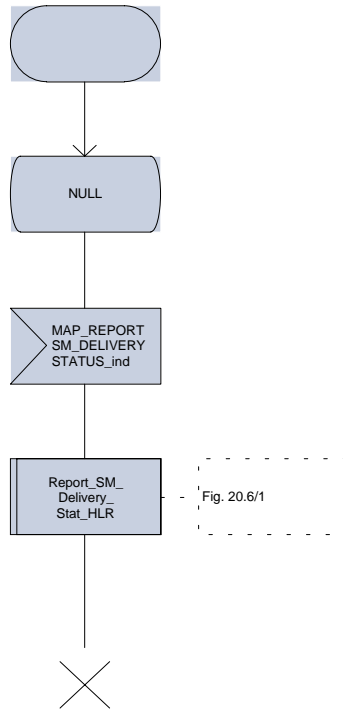 NULL
MAP_REPORT
SM_DELIVERY
STATUS_ind
Report_SM_
Delivery_
Stat_HLR
Fig. 20.6/1